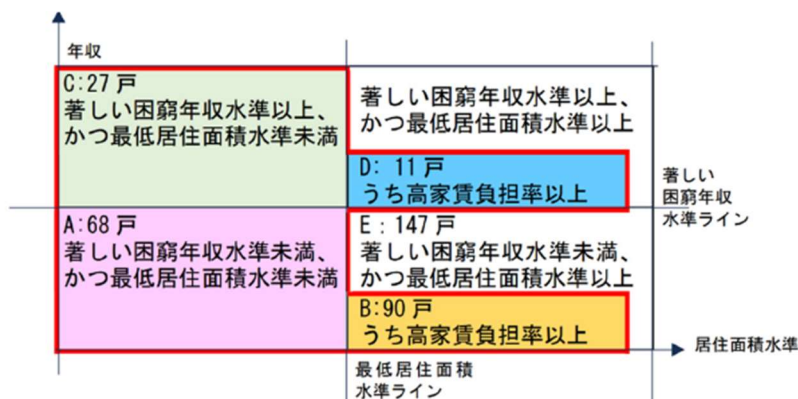 年収
C:27 戸
著しい困窮年収水準以上、
かつ最低居住面積水準未満
著しい困窮年収水準以上、
かつ最低居住面積水準以上
D: 11 戸
うち高家賃負担率以上
著しい
困窮年収
水準ライン
A:68 戸
著しい困窮年収水準未満、
かつ最低居住面積水準未満
E：147 戸
著しい困窮年収水準未満、
かつ最低居住面積水準以上
B:90 戸
うち高家賃負担率以上
居住面積水準
最低居住面積
水準ライン